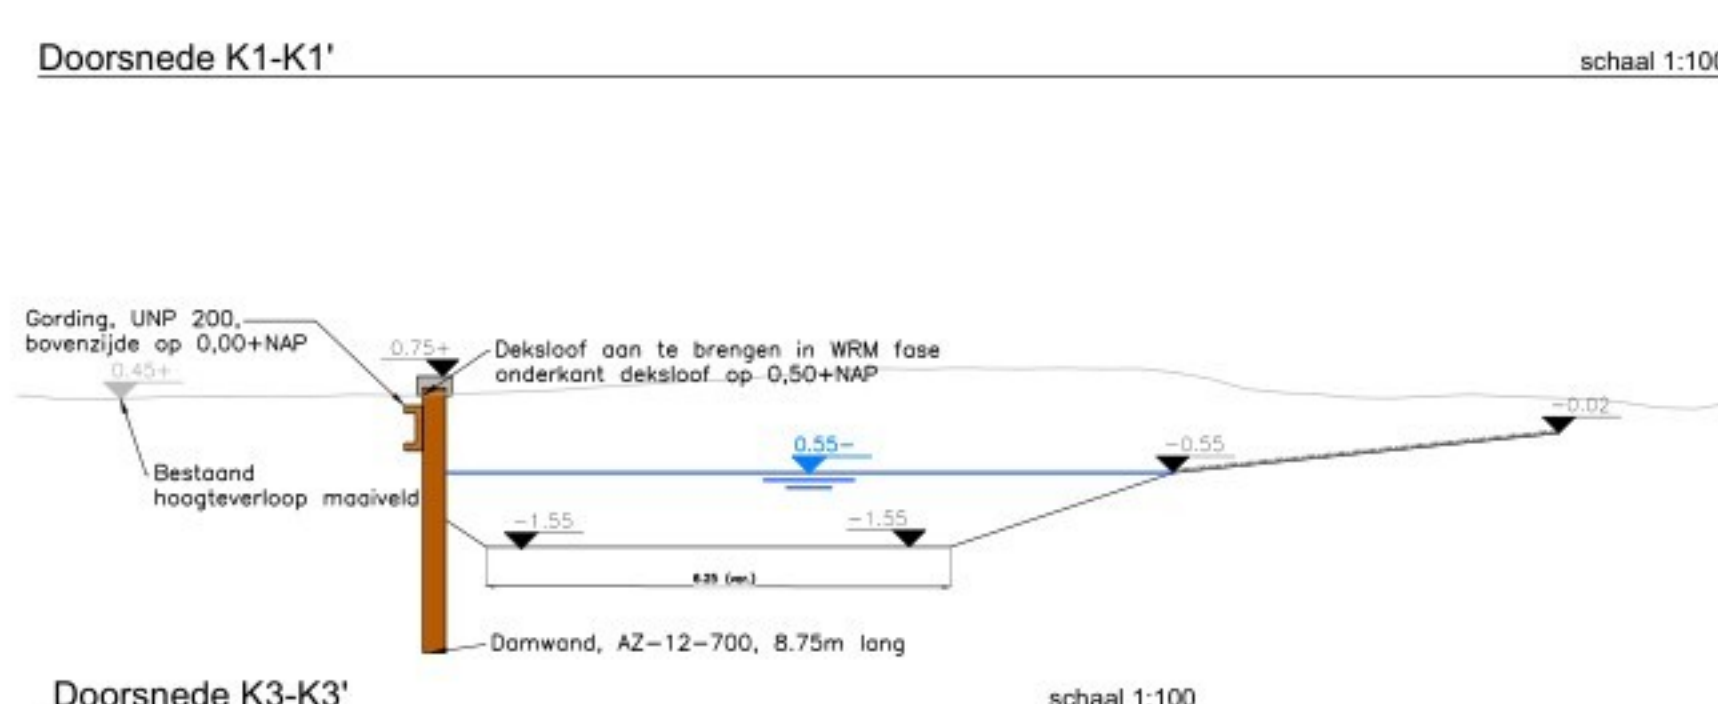 Doorsnede K1-K1'
schaal 1:100
Gording, UNP 200,
bovenzijde op 0,00+NAP
0.45+
0.75+
Deksloof aan te brengen in WRM fase
onderkant deksloof op 0,50+NAP
-0.02
0.55-
-0.55
Bestaand
hoogteverloop maaiveld
-1.55
-1.55
6.25 (var.)
Damwand, AZ-12-700, 8.75m lang
Doorsnede K3-K3'
schaal 1:100